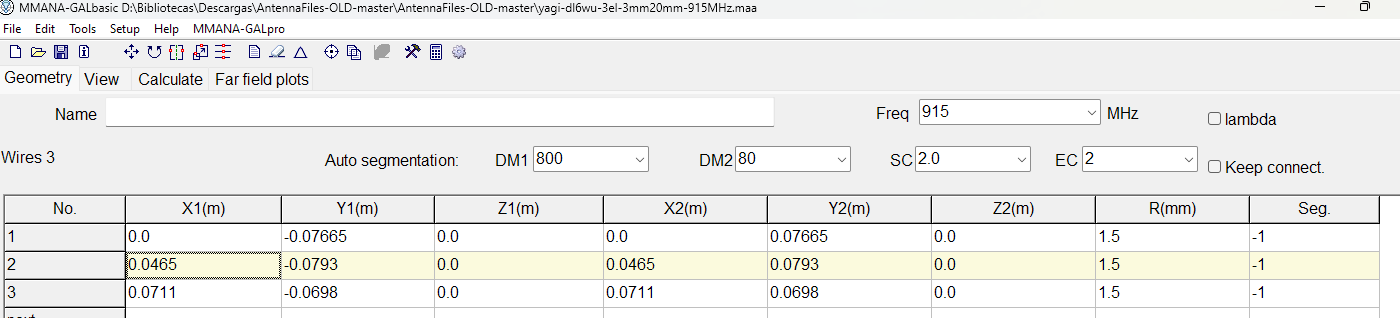 MMANA-GALbasic D:\Bibliotecas\Descargas\AntennaFiles-OLD-master\AntennaFiles-OLD-master\yagi-dl6wu-3el-3mm20mm-915MHz.maa
File Edit Tools Setup Help MMANA-GALpro
Geometry View Calculate Far field plots
Name Freq 915 MHz lambda
Wires 3 Auto segmentation: DM1 800 DM2 80 SC 2.0 EC 2 Keep connect.
No. X1(m) Y1(m) Z1(m) X2(m) Y2(m) Z2(m) R(mm) Seg.
1 0.0 -0.07665 0.0 0.0 0.07665 0.0 1.5 -1
2 0.0465 -0.0793 0.0 0.0465 0.0793 0.0 1.5 -1
3 0.0711 -0.0698 0.0 0.0711 0.0698 0.0 1.5 -1